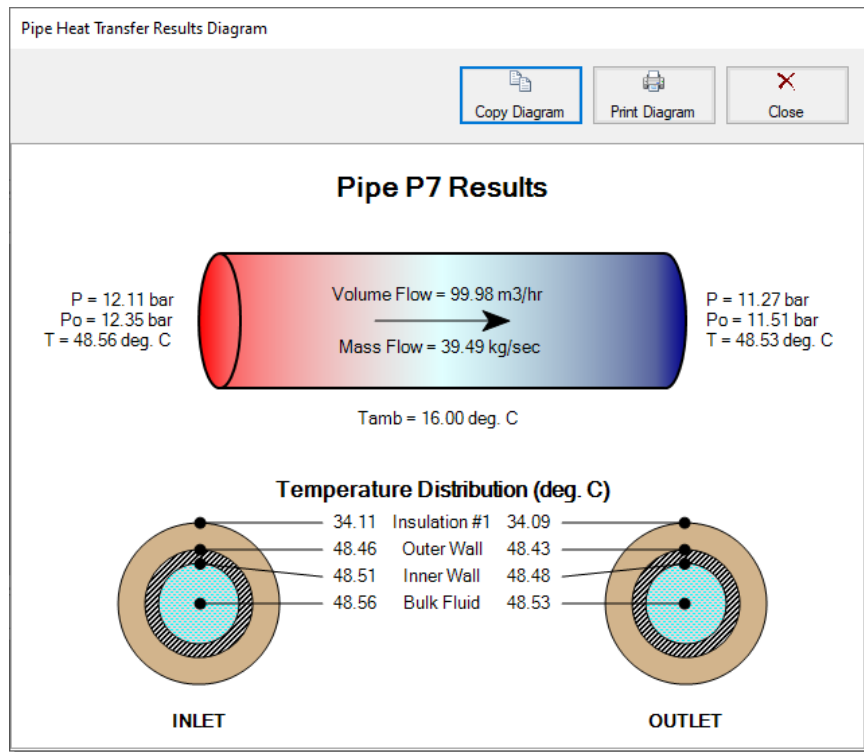 Pipe Heat Transfer Results Diagram
Copy Diagram
Print Diagram
Close
Pipe P7 Results
P = 12.11 bar
Po = 12.35 bar
T = 48.56 deg. C
Volume Flow = 99.98 m3/hr
Mass Flow = 39.49 kg/sec
P = 11.27 bar
Po = 11.51 bar
T = 48.53 deg. C
Tamb = 16.00 deg. C
Temperature Distribution (deg. C)
34.11 Insulation #1 34.09
48.46 Outer Wall 48.43
48.51 Inner Wall 48.48
48.56 Bulk Fluid 48.53
INLET
OUTLET